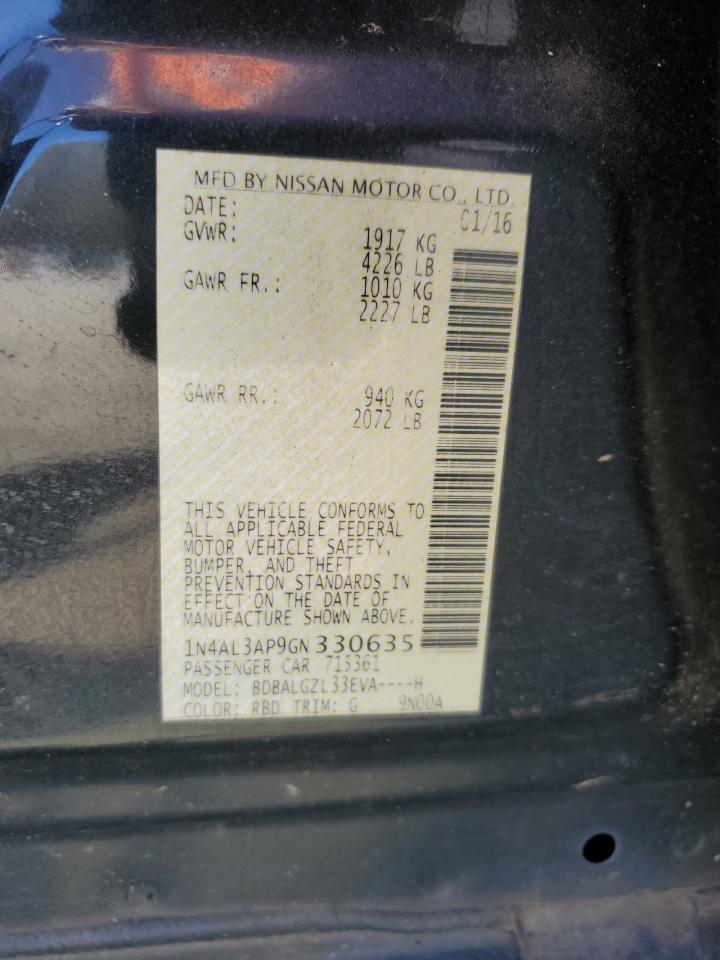 MFD BY NISSAN MOTOR CO., LTD.
DATE: 01/16
GVWR: 1917 KG
4226 LB
GAWR FR.: 1010 KG
2227 LB
GAWR RR.: 940 KG
2072 LB
THIS VEHICLE CONFORMS TO
ALL APPLICABLE FEDERAL
MOTOR VEHICLE SAFETY,
BUMPER, AND THEFT
PREVENTION STANDARDS IN
EFFECT ON THE DATE OF
MANUFACTURE SHOWN ABOVE.
1N4AL3AP9GN330635
PASSENGER CAR 715361
MODEL: BDBALGZL33EVA----H
COLOR: RBD TRIM: G 9N00A